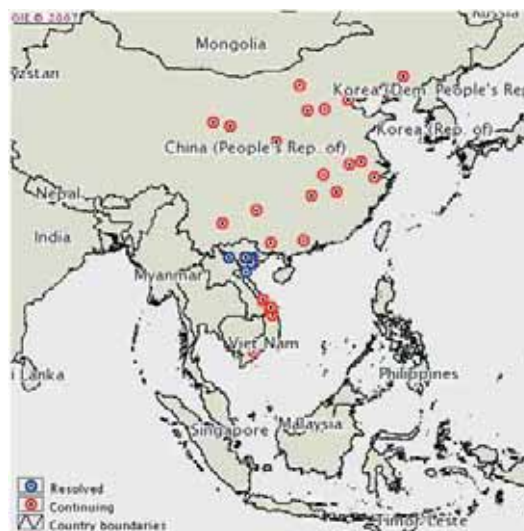 OIE © 2007
Russia
Mongolia
yzstan
Korea (Dem. People's Rep
Korea (Rep. of)
China (People's Rep. of)
Nepal
India
Myanmar
Viet Nam
Philippines
i Lanka
Malaysia
Singapore
Timor-Leste
Resolved
Continuing
Country boundaries